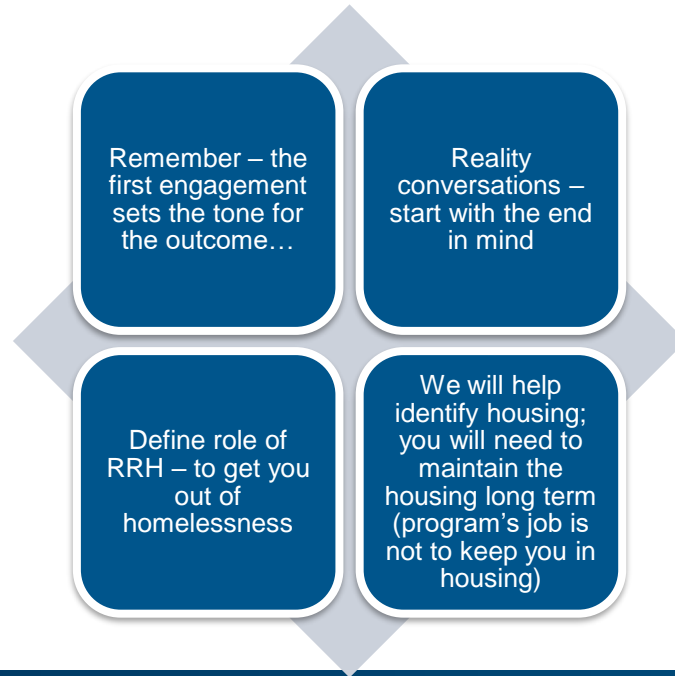 Remember – the
first engagement
sets the tone for
the outcome…
Reality
conversations –
start with the end
in mind
Define role of
RRH – to get you
out of
homelessness
We will help
identify housing;
you will need to
maintain the
housing long term
(program’s job is
not to keep you in
housing)